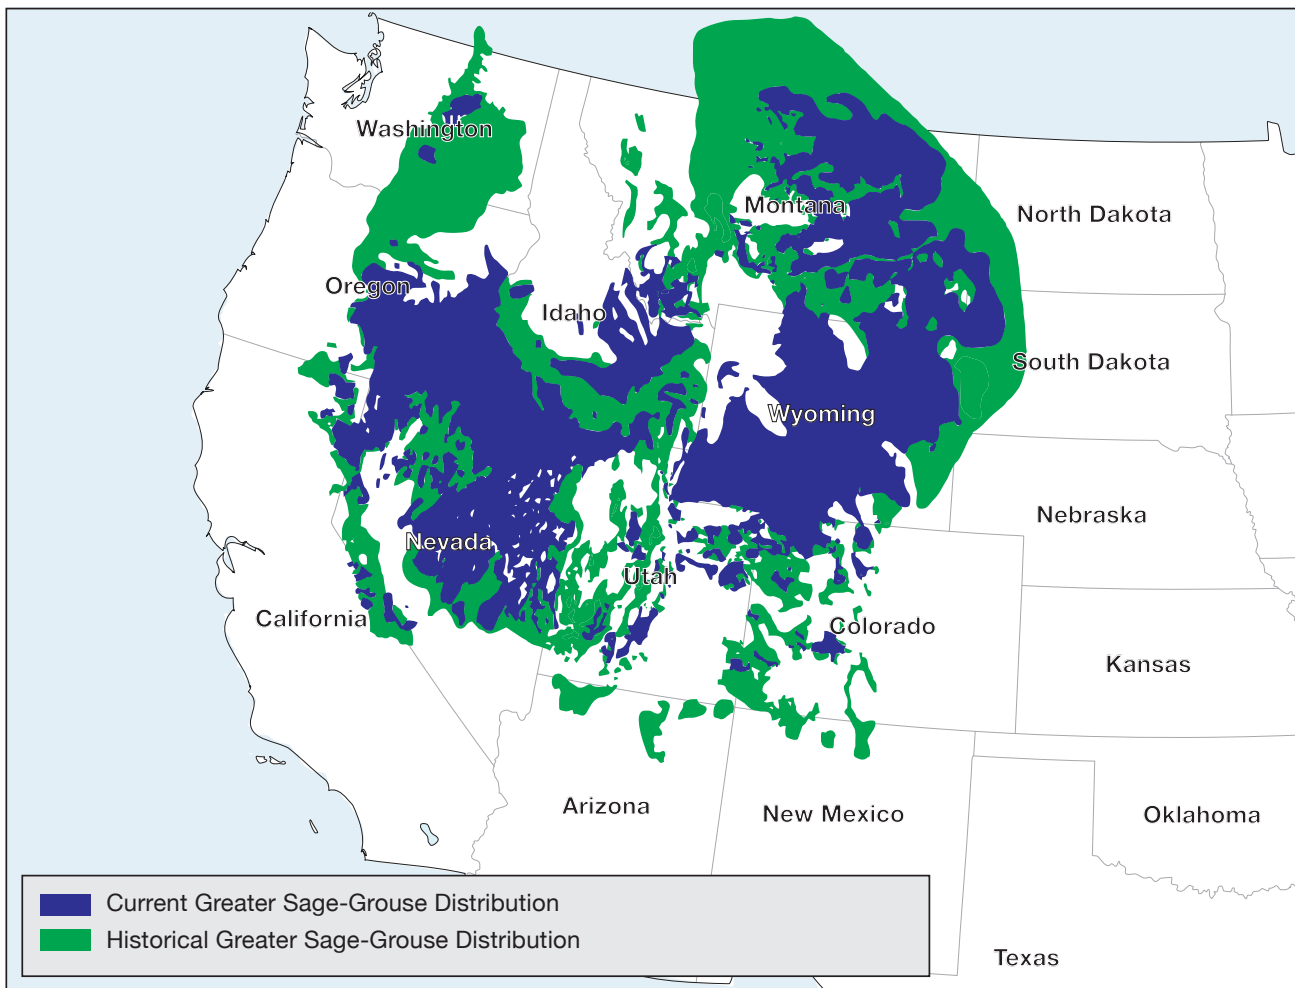 Washington
Montana
North Dakota
Oregon
Idaho
South Dakota
Wyoming
Nebraska
Nevada
Utah
California
Colorado
Kansas
Arizona
New Mexico
Oklahoma
Current Greater Sage-Grouse Distribution
Historical Greater Sage-Grouse Distribution
Texas